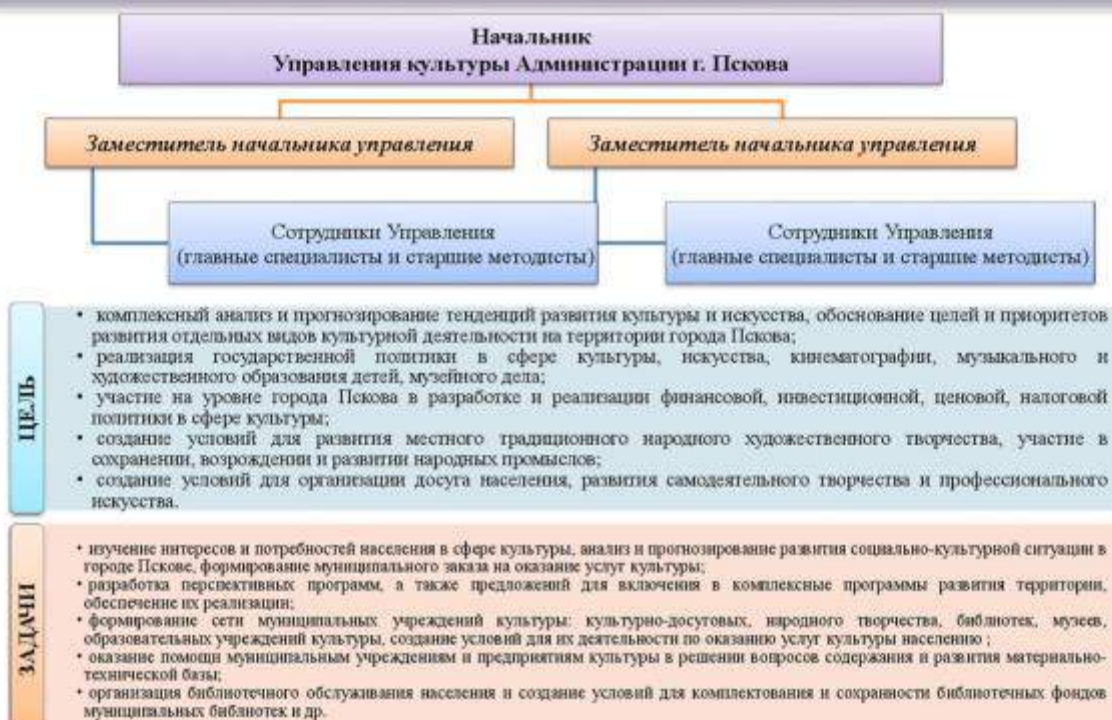 Начальник
Управления культуры Администрации г. Пскова
Заместитель начальника управления
Заместитель начальника управления
Сотрудники Управления
(главные специалисты и старшие методисты)
Сотрудники Управления
(главные специалисты и старшие методисты)
ЦЕЛЬ
• комплексный анализ и прогнозирование тенденций развития культуры и искусства, обоснование целей и приоритетов
развития отдельных видов культурной деятельности на территории города Пскова;
• реализация государственной политики в сфере культуры, искусства, кинематографии, музыкального и
художественного образования детей, музейного дела;
• участие на уровне города Пскова в разработке и реализации финансовой, инвестиционной, ценовой, налоговой
политики в сфере культуры;
• создание условий для развития местного традиционного народного художественного творчества, участие в
сохранении, возрождении и развитии народных промыслов;
• создание условий для организации досуга населения, развития самодеятельного творчества и профессионального
искусства.
ЗАДАЧИ
• изучение интересов и потребностей населения в сфере культуры, анализ и прогнозирование развития социально-культурной ситуации в
городе Пскове, формирование муниципального заказа на оказание услуг культуры;
• разработка перспективных программ, а также предложений для включения в комплексные программы развития территории,
обеспечение их реализации;
• формирование сети муниципальных учреждений культуры: культурно-досуговых, народного творчества, библиотек, музеев,
образовательных учреждений культуры, создание условий для их деятельности по оказанию услуг культуры населению ;
• оказание помощи муниципальным учреждениям и предприятиям культуры в решении вопросов содержания и развития материально-
технической базы;
• организация библиотечного обслуживания населения и создание условий для комплектования и сохранности библиотечных фондов
муниципальных библиотек и др.